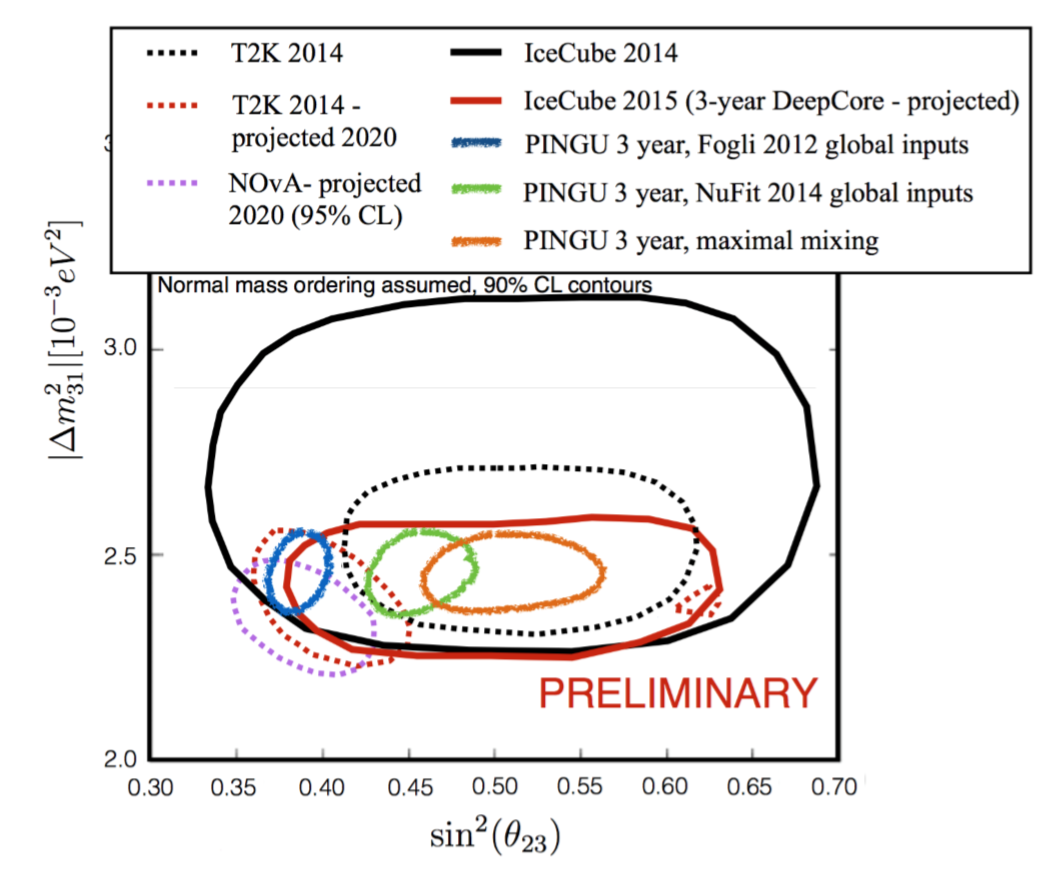 T2K 2014
T2K 2014 -
projected 2020
NOvA- projected
2020 (95% CL)
IceCube 2014
IceCube 2015 (3-year DeepCore - projected)
PINGU 3 year, Fogli 2012 global inputs
PINGU 3 year, NuFit 2014 global inputs
PINGU 3 year, maximal mixing
Normal mass ordering assumed, 90% CL contours
|Δm²₃₁|[10⁻³eV²]
3.0
2.5
2.0
PRELIMINARY
0.30 0.35 0.40 0.45 0.50 0.55 0.60 0.65 0.70
sin²(θ₂₃)